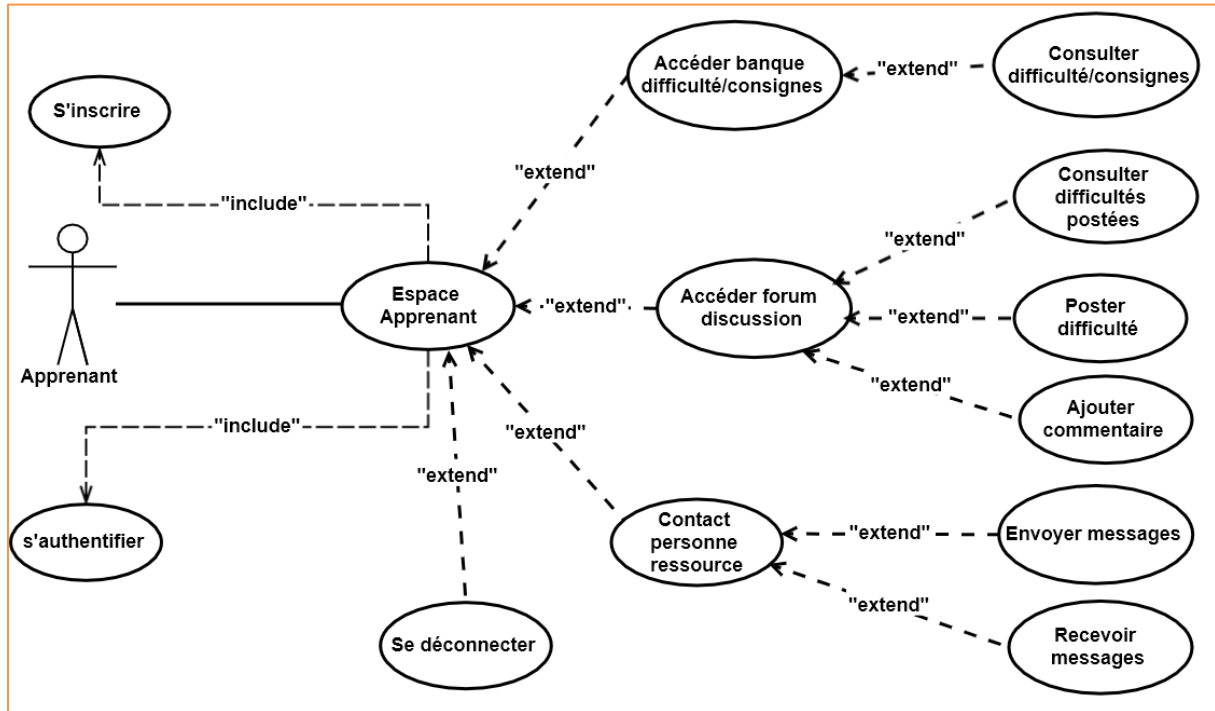 S'inscrire
"include"
Apprenant
Espace
Apprenant
"include"
s'authentifier
"extend"
Se déconnecter
"extend"
Accéder banque
difficulté/consignes
"extend"
Consulter
difficulté/consignes
"extend"
Accéder forum
discussion
"extend"
Consulter
difficultés
postées
"extend"
Poster
difficulté
"extend"
Ajouter
commentaire
"extend"
Contact
personne
ressource
"extend"
Envoyer messages
"extend"
Recevoir
messages